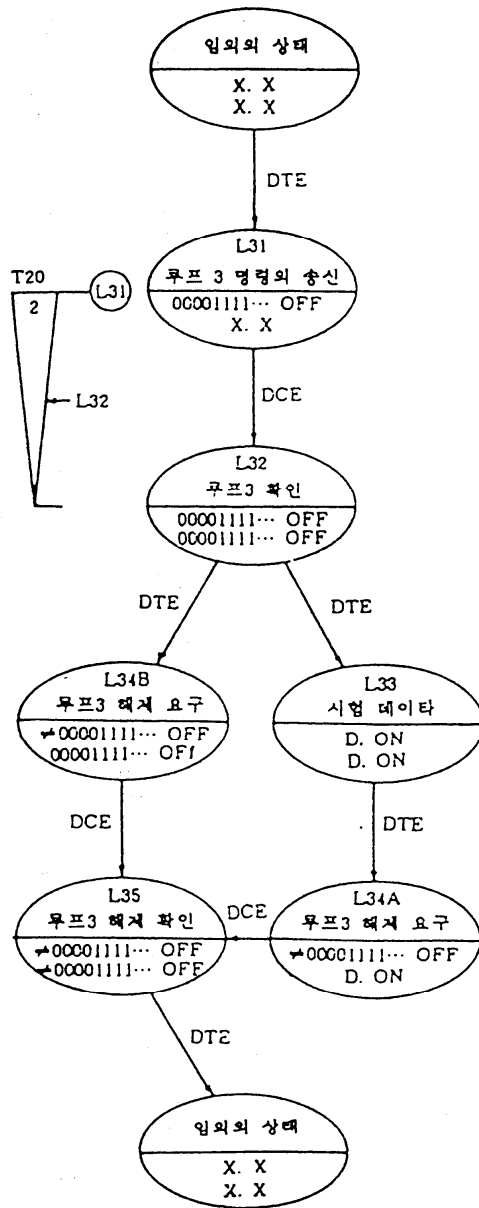 임의의 상태
X. X
X. X
DTE
L31
루프 3 명령의 송신
00001111… OFF
X. X
T20
2
L31
L32
DCE
L32
루프3 확인
00001111… OFF
00001111… OFF
DTE
DTE
L34B
루프3 해제 요구
≠00001111… OFF
00001111… OFF
L33
시험 데이타
D. ON
D. ON
DCE
DTE
L35
루프3 해제 확인
≠00001111… OFF
≠00001111… OFF
DCE
L34A
루프3 해제 요구
≠00001111… OFF
D. ON
DTE
임의의 상태
X. X
X. X